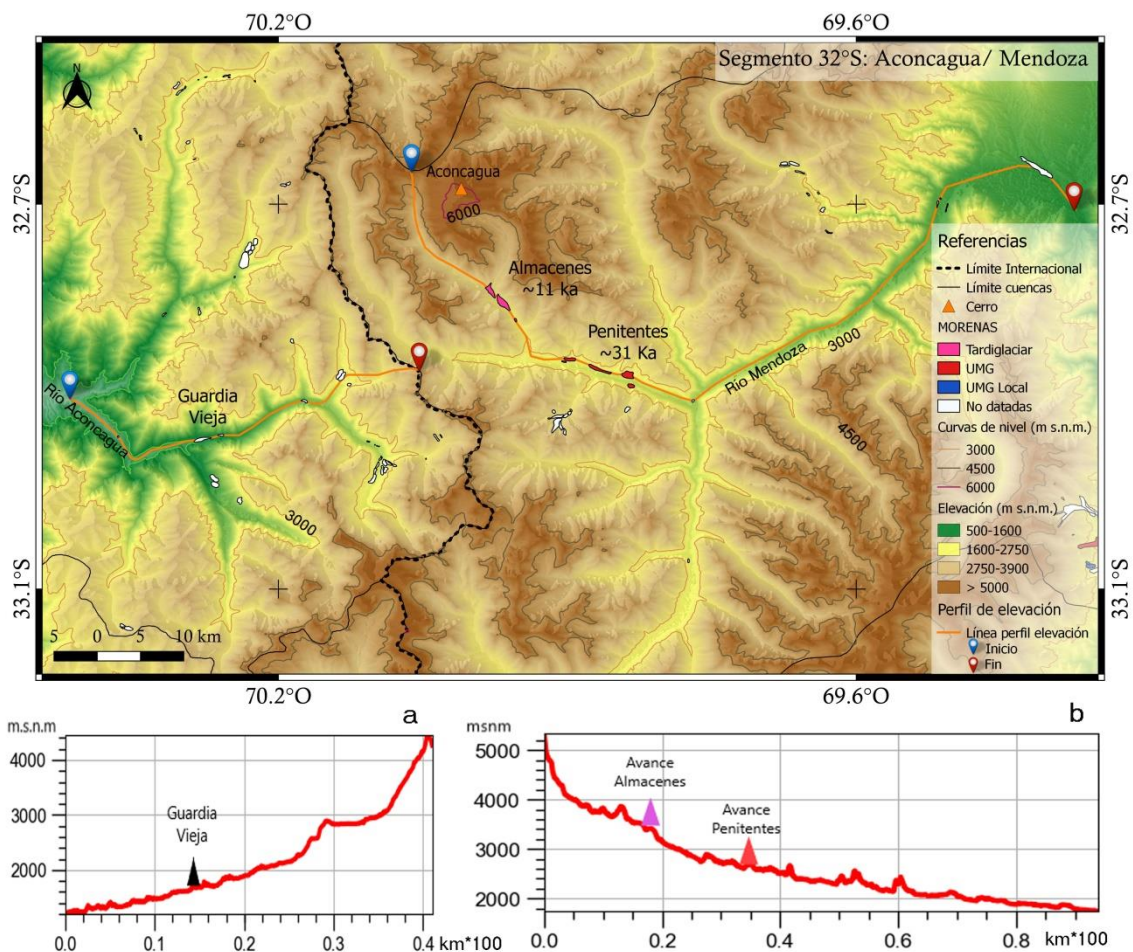 70.2°O 69.6°O
Segmento 32°S: Aconcagua/ Mendoza
N
Aconcagua
6000
32.7°S
32.7°S
Almacenes
~11 ka
Penitentes
~31 Ka
Rio Mendoza
3000
Guardia
Vieja
Rio Aconcagua
3000
4500
33.1°S
33.1°S
5 0 5 10 km
Referencias
Límite Internacional
Límite cuencas
Cerro
MORENAS
Tardiglaciar
UMG
UMG Local
No datadas
Curvas de nivel (m s.n.m.)
3000
4500
6000
Elevación (m s.n.m.)
500-1600
1600-2750
2750-3900
> 5000
Perfil de elevación
Línea perfil elevación
Inicio
Fin
70.2°O 69.6°O
a
m.s.n.m
4000
3000
2000
Guardia
Vieja
0.0 0.1 0.2 0.3 0.4 km*100
b
msnm
5000
4000
3000
2000
Avance
Almacenes
Avance
Penitentes
0.0 0.2 0.4 0.6 0.8 km*100